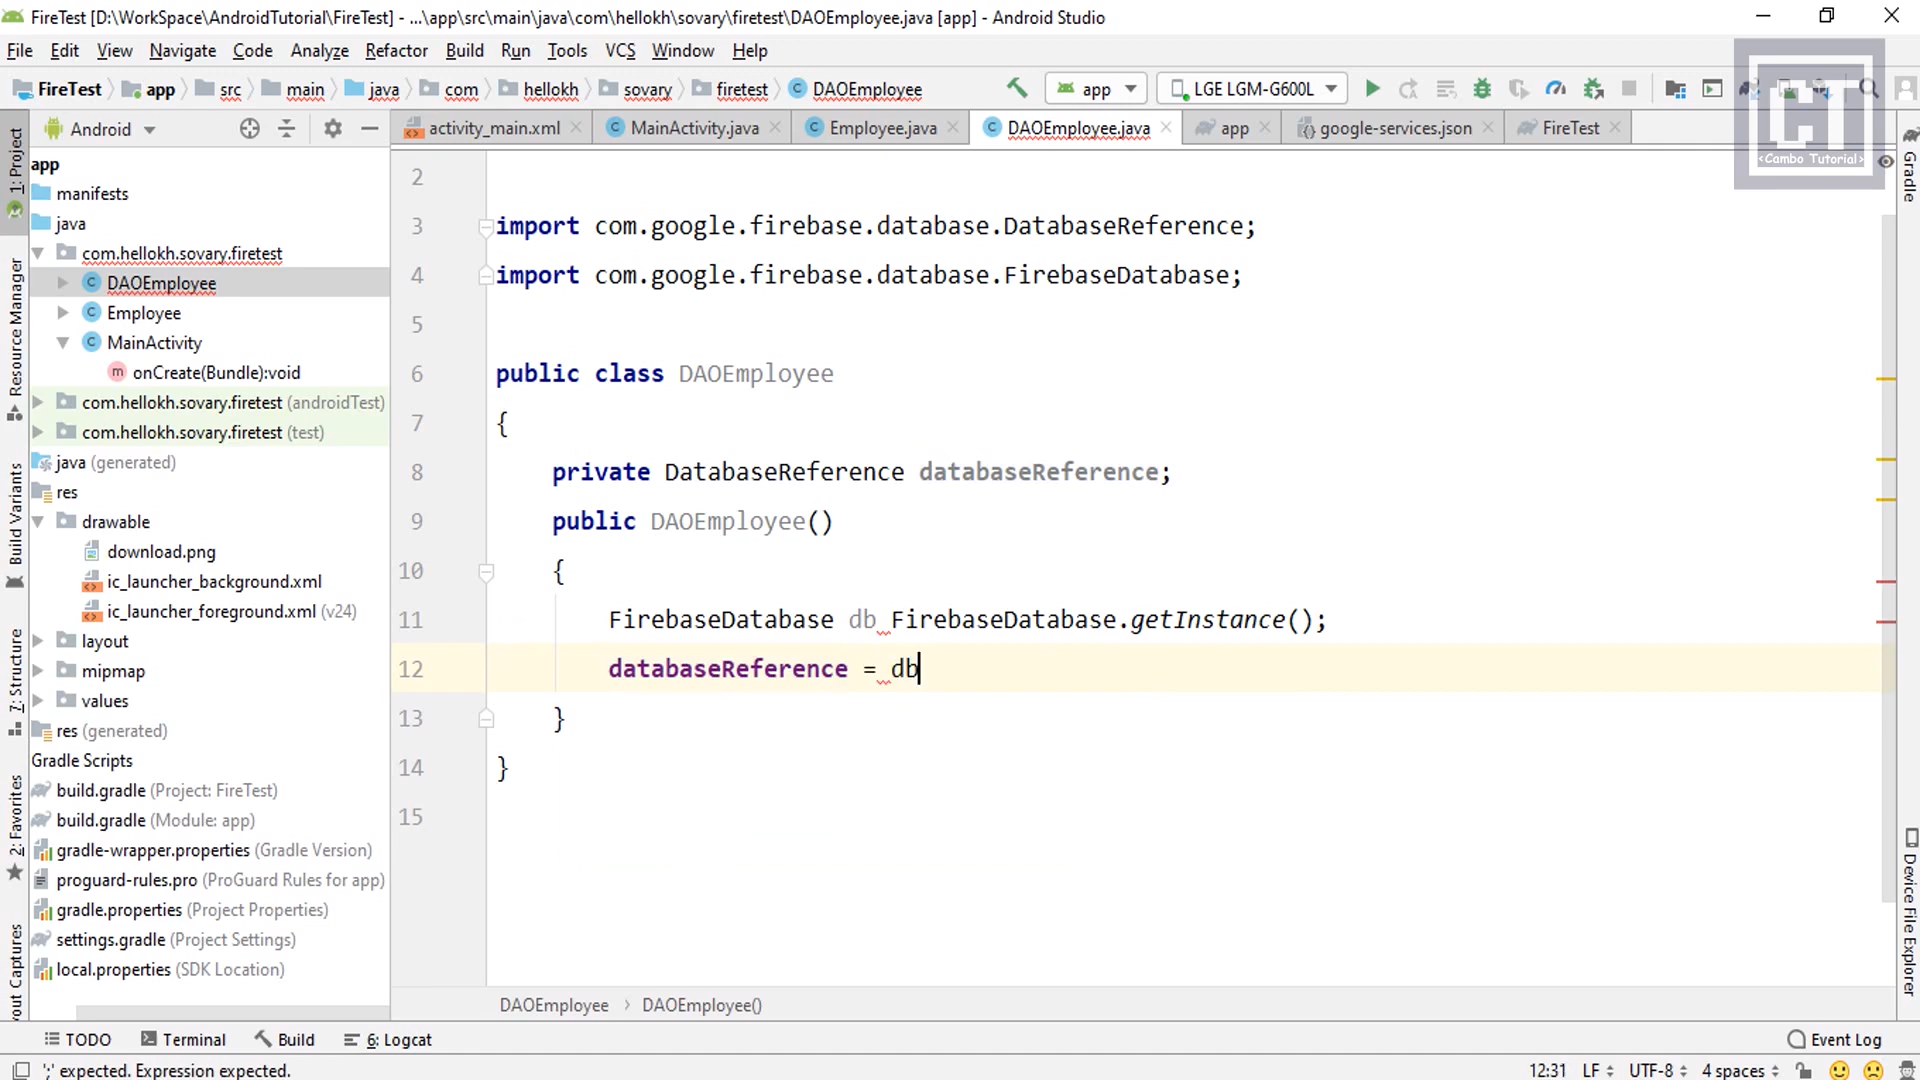 FireTest [D:\WorkSpace\AndroidTutorial\FireTest] - ...\app\src\main\java\com\hellokh\sovary\firetest\DAOEmployee.java [app] - Android Studio
File Edit View Navigate Code Analyze Refactor Build Run Tools VCS Window Help
FireTest app src main java com hellokh sovary firetest DAOEmployee app LGE LGM-G600L
Android activity_main.xml MainActivity.java Employee.java DAOEmployee.java app google-services.json FireTest
CT
<Cambo Tutorial>
1: Project
Resource Manager
Build Variants
7: Structure
2: Favorites
Layout Captures
app
manifests
java
com.hellokh.sovary.firetest
DAOEmployee
Employee
MainActivity
onCreate(Bundle):void
com.hellokh.sovary.firetest (androidTest)
com.hellokh.sovary.firetest (test)
java (generated)
res
drawable
download.png
ic_launcher_background.xml
ic_launcher_foreground.xml (v24)
layout
mipmap
values
res (generated)
Gradle Scripts
build.gradle (Project: FireTest)
build.gradle (Module: app)
gradle-wrapper.properties (Gradle Version)
proguard-rules.pro (ProGuard Rules for app)
gradle.properties (Project Properties)
settings.gradle (Project Settings)
local.properties (SDK Location)
2
3 import com.google.firebase.database.DatabaseReference;
4 import com.google.firebase.database.FirebaseDatabase;
5
6 public class DAOEmployee
7 {
8 private DatabaseReference databaseReference;
9 public DAOEmployee()
10 {
11 FirebaseDatabase db FirebaseDatabase.getInstance();
12 databaseReference = db
13 }
14 }
15
Gradle
Device File Explorer
DAOEmployee > DAOEmployee()
TODO Terminal Build 6: Logcat Event Log
';' expected. Expression expected. 12:31 LF UTF-8 4 spaces